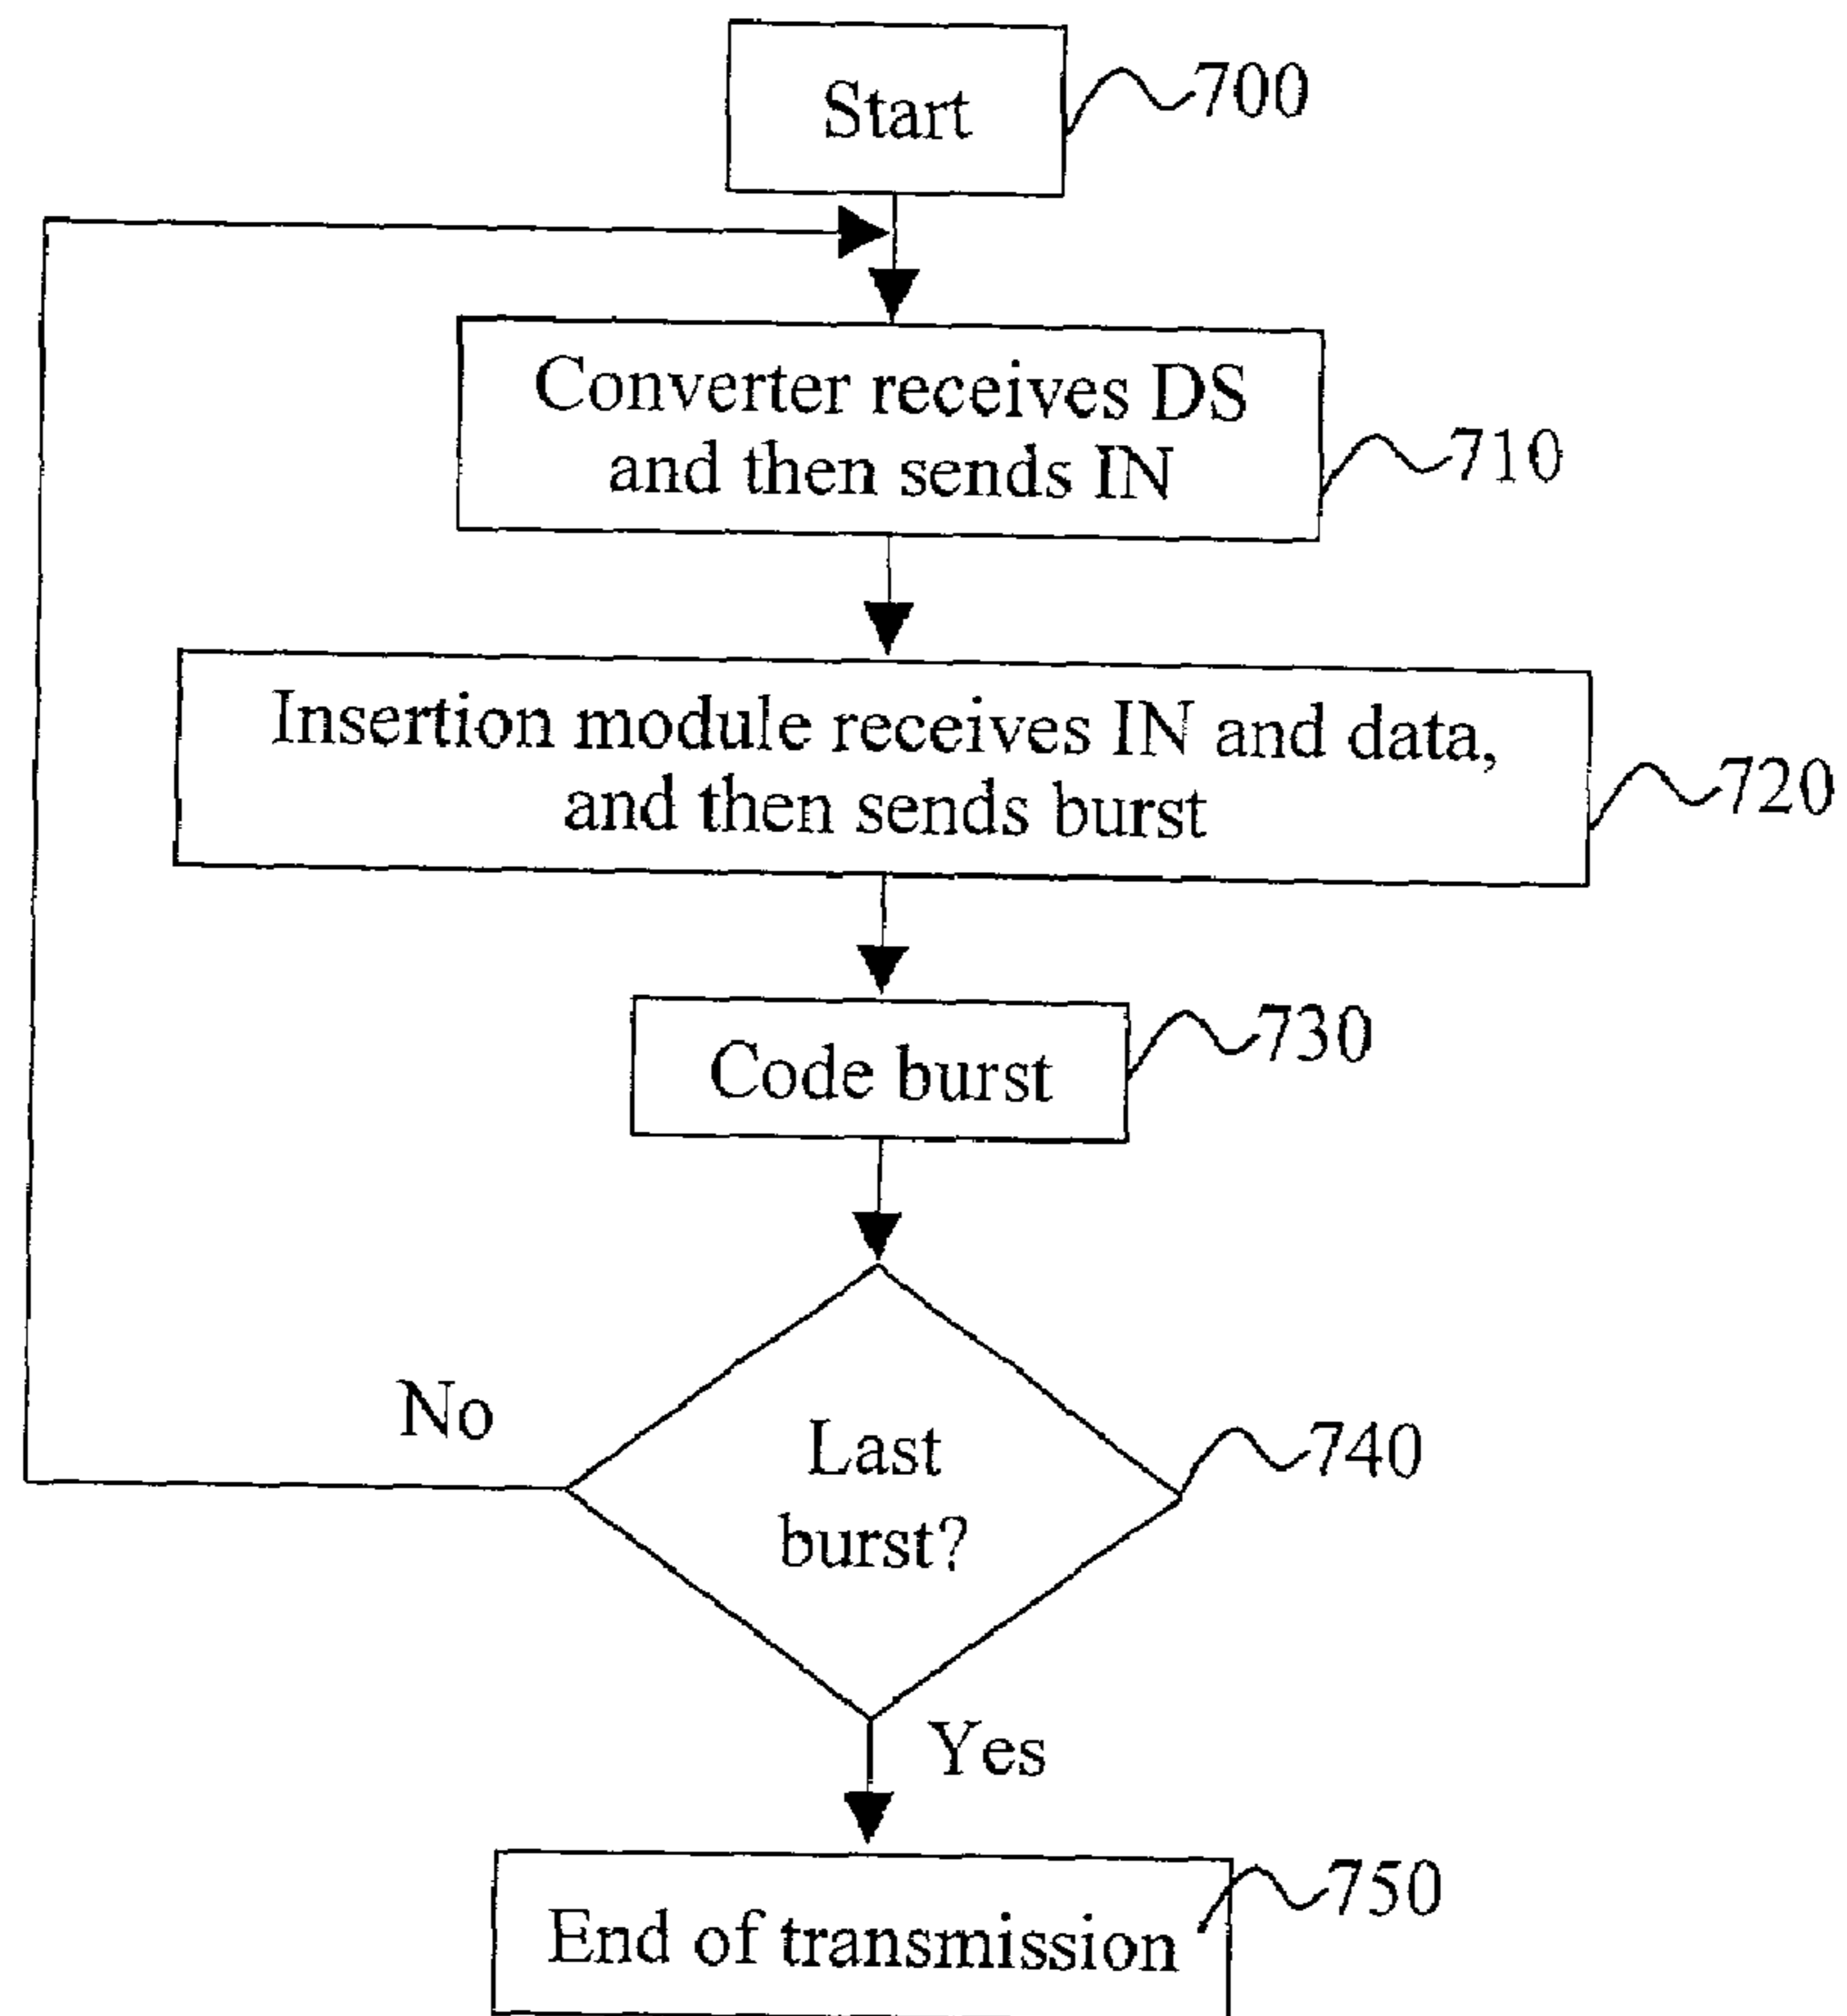 Start
700
Converter receives DS
and then sends IN
710
Insertion module receives IN and data,
and then sends burst
720
Code burst
730
No
Last
burst?
740
Yes
End of transmission
750